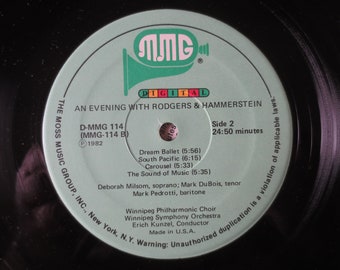 MMG
®
DIGITAL
AN EVENING WITH RODGERS & HAMMERSTEIN
D-MMG 114
(MMG-114 B)
℗ 1982
Side 2
24:50 minutes
Dream Ballet (5:56)
South Pacific (6:15)
Carousel (5:33)
The Sound of Music (5:35)
Deborah Milsom, soprano; Mark DuBois, tenor
Mark Pedrotti, baritone
Winnipeg Philharmonic Choir
Winnipeg Symphony Orchestra
Erich Kunzel, Conductor
Made in U.S.A.
THE MOSS MUSIC GROUP, INC., New York, N.Y. Warning: Unauthorized duplication is a violation of applicable laws.